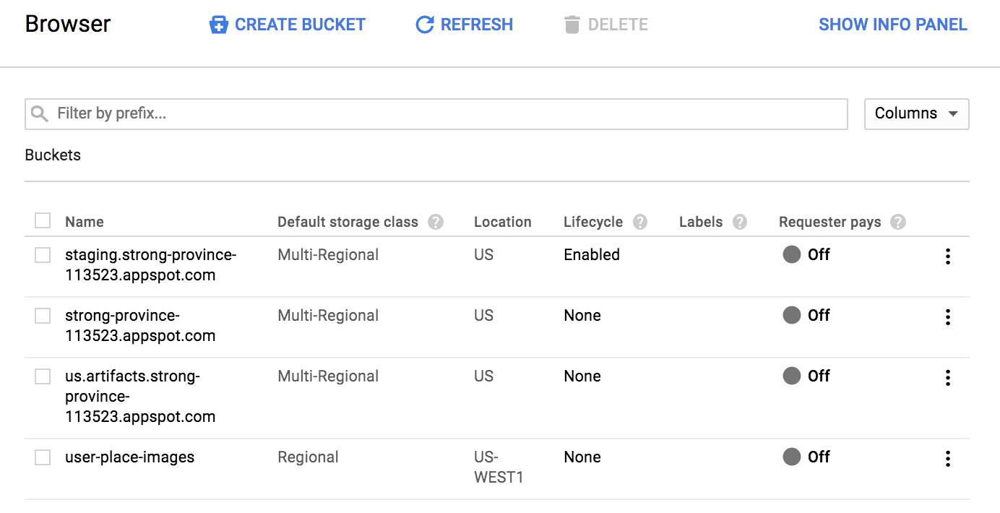 Browser CREATE BUCKET REFRESH DELETE SHOW INFO PANEL
Filter by prefix... Columns
Buckets
Name Default storage class ? Location Lifecycle ? Labels ? Requester pays ?
staging.strong-province- Multi-Regional US Enabled Off
113523.appspot.com
strong-province- Multi-Regional US None Off
113523.appspot.com
us.artifacts.strong- Multi-Regional US None Off
province-
113523.appspot.com
user-place-images Regional US- None Off
WEST1